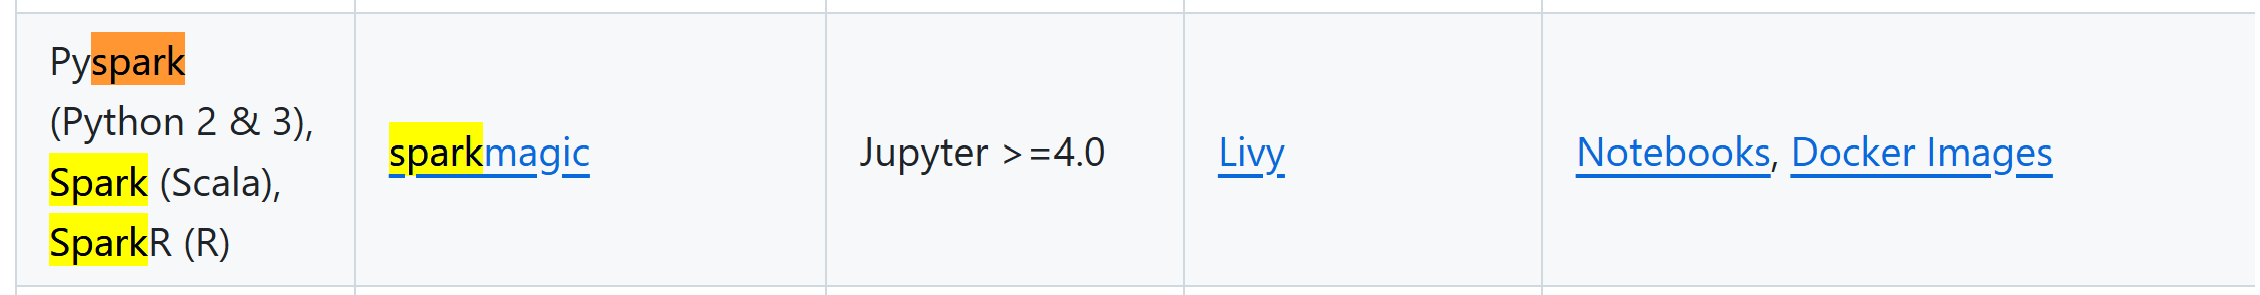 Pyspark
(Python 2 & 3),
Spark (Scala),
SparkR (R)
sparkmagic
Jupyter >=4.0
Livy
Notebooks, Docker Images